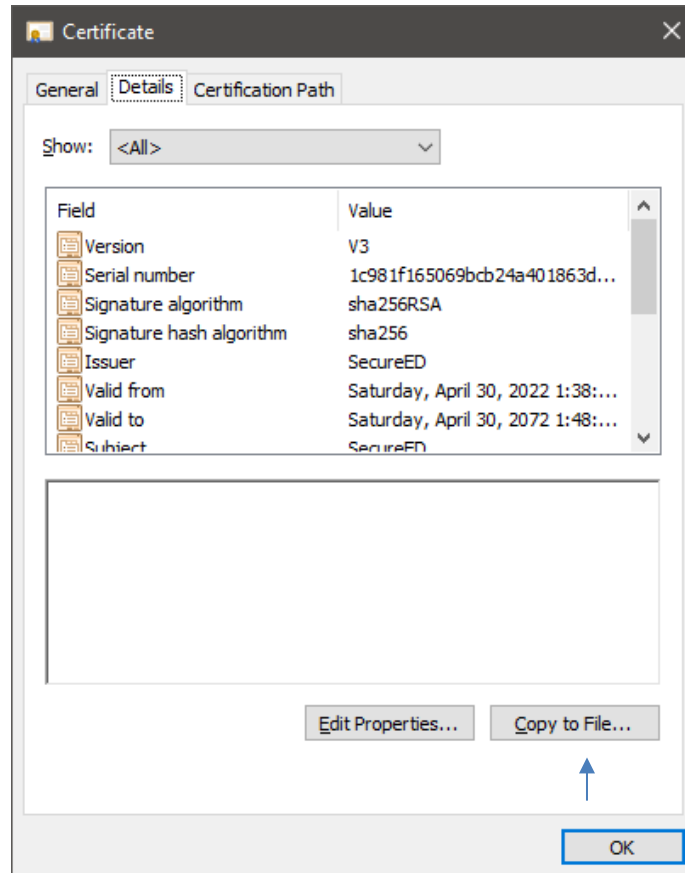 Certificate
General Details Certification Path
Show: <All>
Field Value
Version V3
Serial number 1c981f165069bcb24a401863d...
Signature algorithm sha256RSA
Signature hash algorithm sha256
Issuer SecureED
Valid from Saturday, April 30, 2022 1:38:...
Valid to Saturday, April 30, 2072 1:48:...
Subject SecureED
Edit Properties... Copy to File...
OK